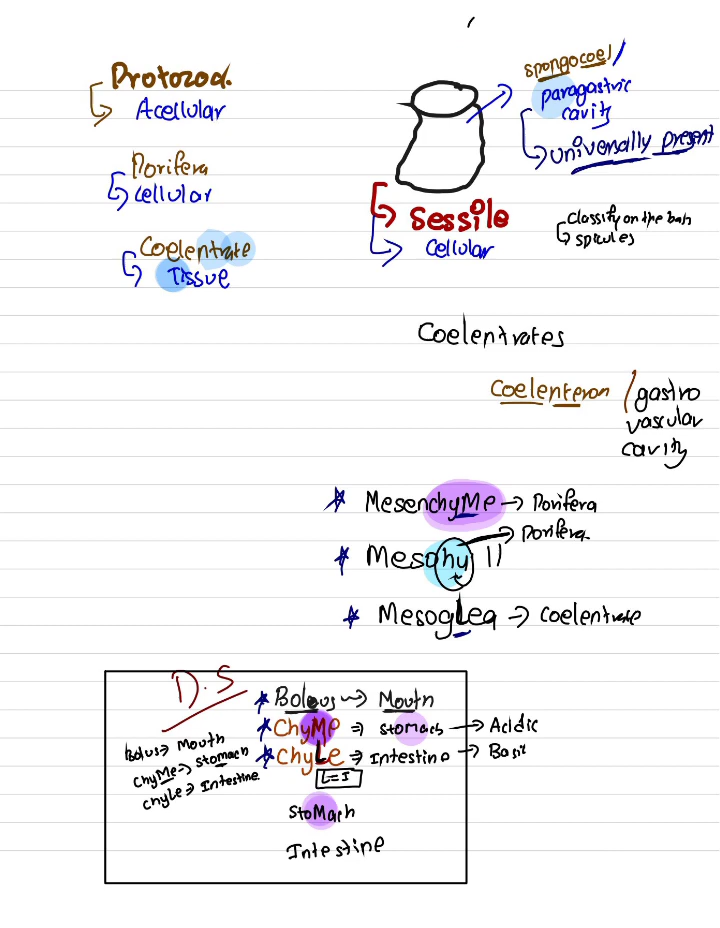 Protozoa.
Acellular
Porifera
Cellular
Coelentrate
Tissue
spongocoel/
paragastric
cavity
universally present
Sessile
Cellular
Classify on the bais
spicules
Coelentrates
Coelenteron / gastro
vascular
cavity
MesenchyMe → Porifera
→ Porifera
Mesohyll
MesogLea → Coelentrate
D.S
Bolous → Mouth
ChyMe ⇒ stomach → Acidic
ChyLe ⇒ Intestine → Basic
L=I
Bolus → Mouth
ChyMe → stomach
chyLe ⇒ Intestine.
StoMach
Intestine